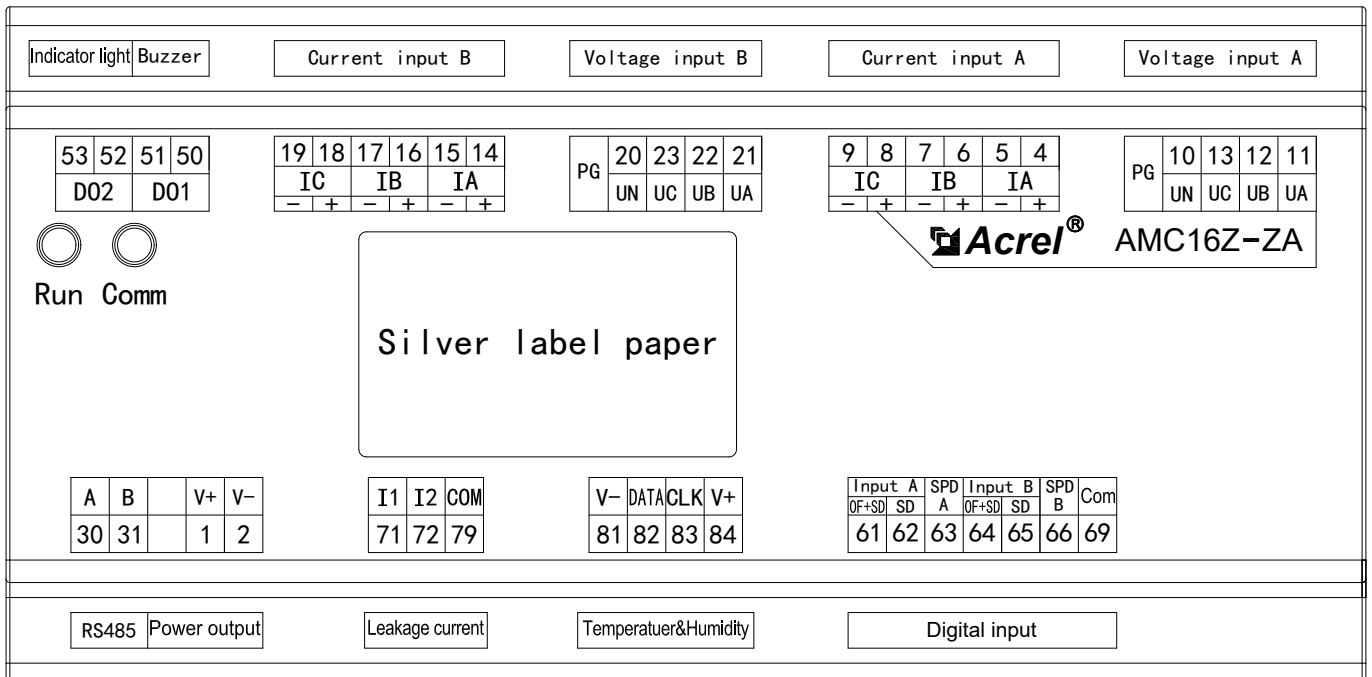 Indicator light Buzzer Current input B Voltage input B Current input A Voltage input A
53 52 51 50 19 18 17 16 15 14 PG 20 23 22 21 9 8 7 6 5 4 PG 10 13 12 11
DO2 DO1 IC IB IA UN UC UB UA IC IB IA UN UC UB UA
− + − + − + − + − + − +
Acrel® AMC16Z-ZA
Run Comm
Silver label paper
A B V+ V− I1 I2 COM V− DATA CLK V+ Input A SPD A Input B SPD B Com
OF+SD SD OF+SD SD
30 31 1 2 71 72 79 81 82 83 84 61 62 63 64 65 66 69
RS485 Power output Leakage current Temperatuer&Humidity Digital input